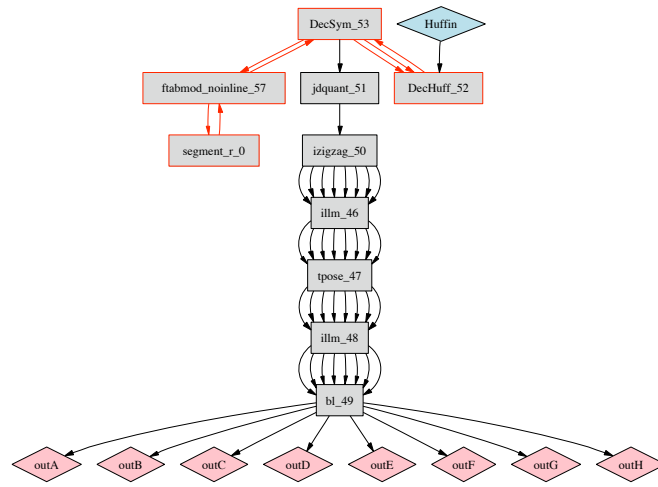 DecSym_53
Huffin
ftabmod_noinline_57
jdquant_51
DecHuff_52
segment_r_0
izigzag_50
illm_46
tpose_47
illm_48
bl_49
outA
outB
outC
outD
outE
outF
outG
outH